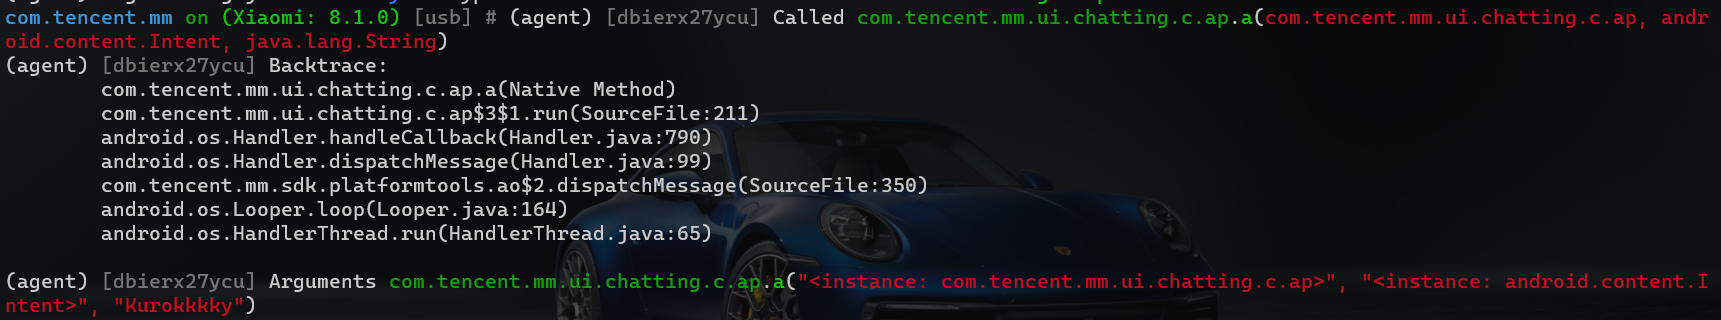 com.tencent.mm on (Xiaomi: 8.1.0) [usb] # (agent) [dbierx27ycu] Called com.tencent.mm.ui.chatting.c.ap.a(com.tencent.mm.ui.chatting.c.ap, andr
oid.content.Intent, java.lang.String)
(agent) [dbierx27ycu] Backtrace:
com.tencent.mm.ui.chatting.c.ap.a(Native Method)
com.tencent.mm.ui.chatting.c.ap$3$1.run(SourceFile:211)
android.os.Handler.handleCallback(Handler.java:790)
android.os.Handler.dispatchMessage(Handler.java:99)
com.tencent.mm.sdk.platformtools.ao$2.dispatchMessage(SourceFile:350)
android.os.Looper.loop(Looper.java:164)
android.os.HandlerThread.run(HandlerThread.java:65)
(agent) [dbierx27ycu] Arguments com.tencent.mm.ui.chatting.c.ap.a("<instance: com.tencent.mm.ui.chatting.c.ap>", "<instance: android.content.I
ntent>", "Kurokkkky")